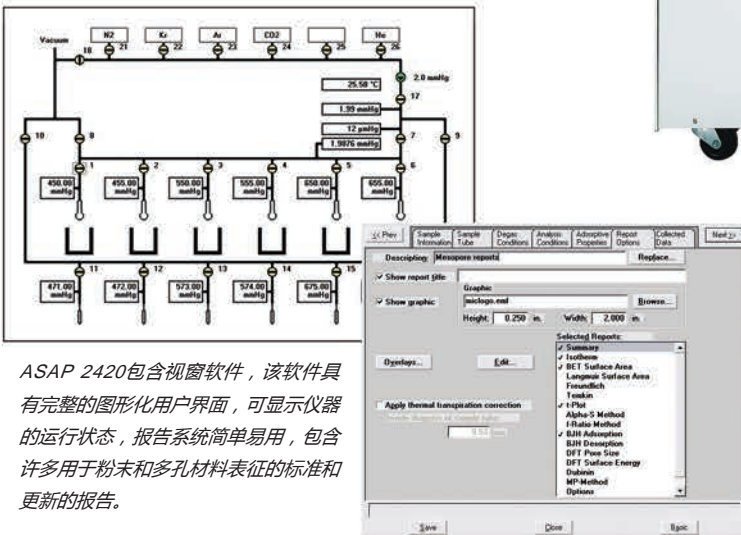 Vacuum
N2 Kr Ar CO2 He
18 21 22 23 24 25 26
2.0 mmHg
25.58 °C
17
1.99 mmHg
12 µmHg
10 8 7 9
1.9876 mmHg
1 2 3 4 5 6
450.00 mmHg 455.00 mmHg 550.00 mmHg 555.00 mmHg 650.00 mmHg 655.00 mmHg
11 12 13 14 15
471.00 mmHg 472.00 mmHg 573.00 mmHg 574.00 mmHg 675.00 mmHg
<< Prev
Sample Information
Sample Tube
Degas Conditions
Analysis Conditions
Adsorptive Properties
Report Options
Collected Data
Next >>
Description: Mesopore reports
Replace...
Show report title
Graphic
Show graphic
miclogo.emf
Browse...
Height: 0.250 in. Width: 2.000 in.
Selected Reports:
Overlays...
Edit...
Summary
Isotherm
BET Surface Area
Langmuir Surface Area
Freundlich
Temkin
t-Plot
Alpha-S Method
f-Ratio Method
BJH Adsorption
BJH Desorption
DFT Pore Size
DFT Surface Energy
Dubinin
MP-Method
Options
Apply thermal transpiration correction
Save
Close
Basic
ASAP 2420包含视窗软件，该软件具
有完整的图形化用户界面，可显示仪器
的运行状态，报告系统简单易用，包含
许多用于粉末和多孔材料表征的标准和
更新的报告。